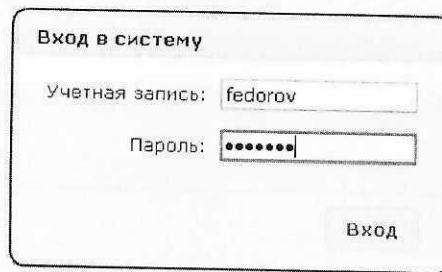 Вход в систему
Учетная запись: fedorov
Пароль: •••••••
Вход